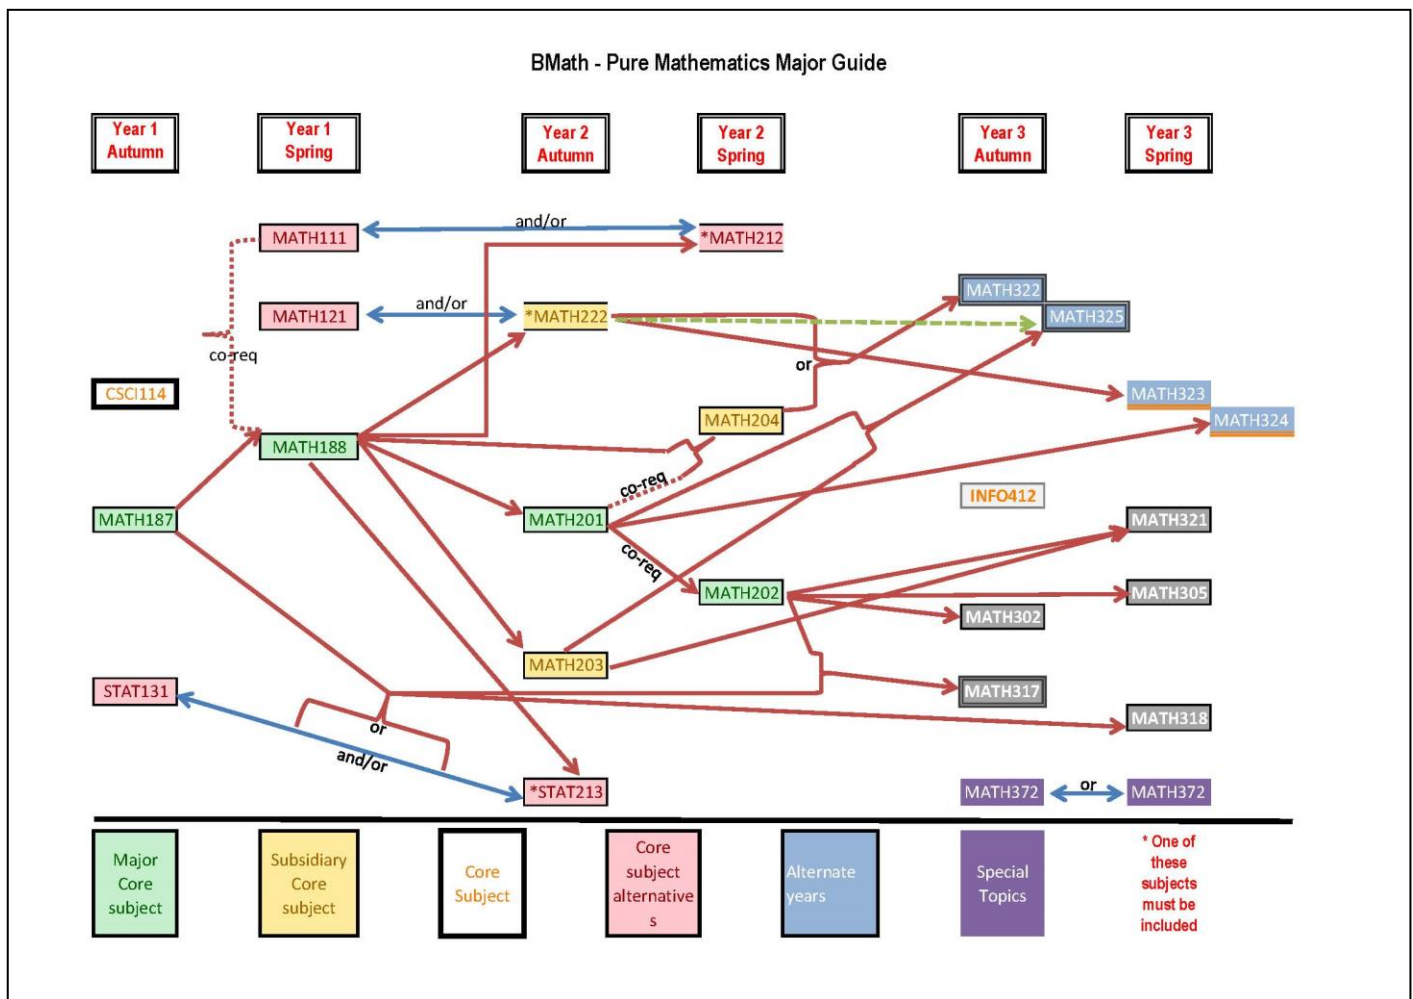 BMath - Pure Mathematics Major Guide
Year 1
Autumn
Year 1
Spring
Year 2
Autumn
Year 2
Spring
Year 3
Autumn
Year 3
Spring
and/or
MATH111
*MATH212
MATH322
and/or
MATH121
*MATH222
MATH325
co-req
or
CSCI114
MATH323
MATH204
MATH324
MATH188
co-req
INFO412
MATH187
MATH201
MATH321
co-req
MATH202
MATH305
MATH302
MATH203
STAT131
MATH317
MATH318
or
and/or
*STAT213
MATH372
or
MATH372
Major
Core
subject
Subsidiary
Core
subject
Core
Subject
Core
subject
alternative
s
Alternate
years
Special
Topics
* One of
these
subjects
must be
included